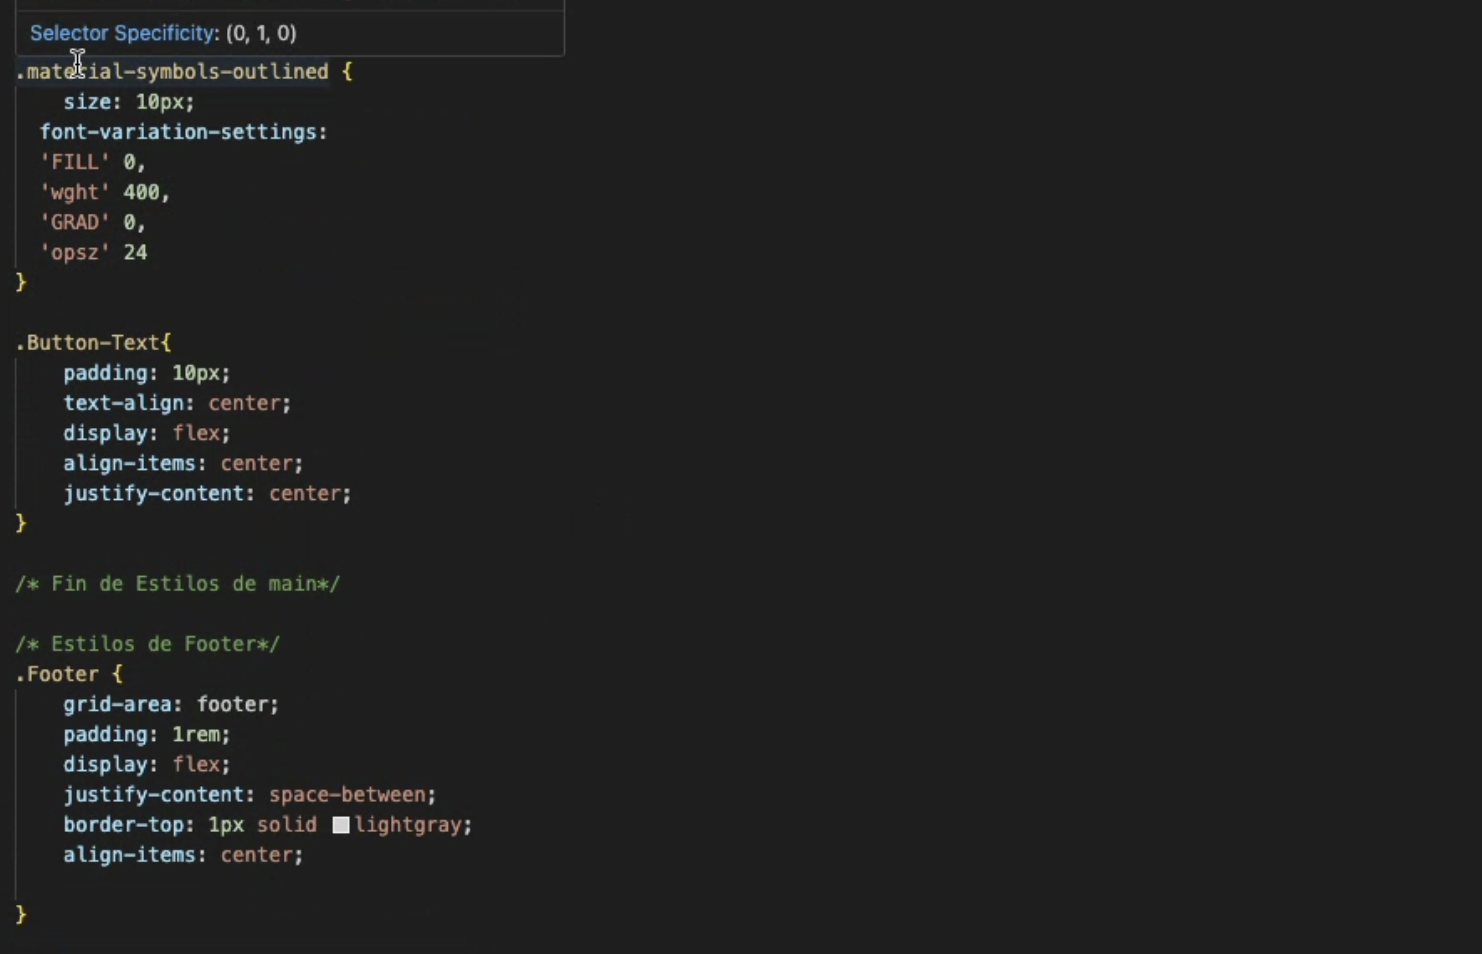 Selector Specificity: (0, 1, 0)
.material-symbols-outlined {
    size: 10px;
  font-variation-settings:
  'FILL' 0,
  'wght' 400,
  'GRAD' 0,
  'opsz' 24
}
.Button-Text{
    padding: 10px;
    text-align: center;
    display: flex;
    align-items: center;
    justify-content: center;
}
/* Fin de Estilos de main*/
/* Estilos de Footer*/
.Footer {
    grid-area: footer;
    padding: 1rem;
    display: flex;
    justify-content: space-between;
    border-top: 1px solid lightgray;
    align-items: center;
}